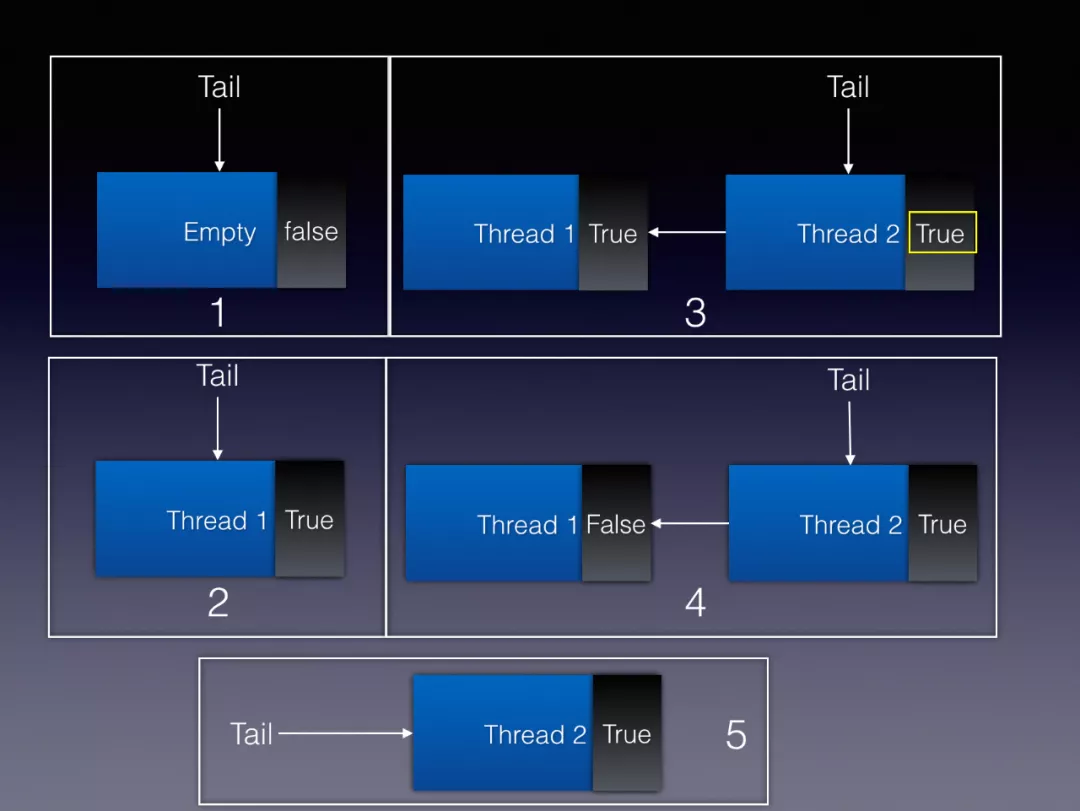 Tail
Empty false
1
Tail
Thread 1 True
Thread 2 True
3
Tail
Thread 1 True
2
Tail
Thread 1 False
Thread 2 True
4
Tail
Thread 2 True
5